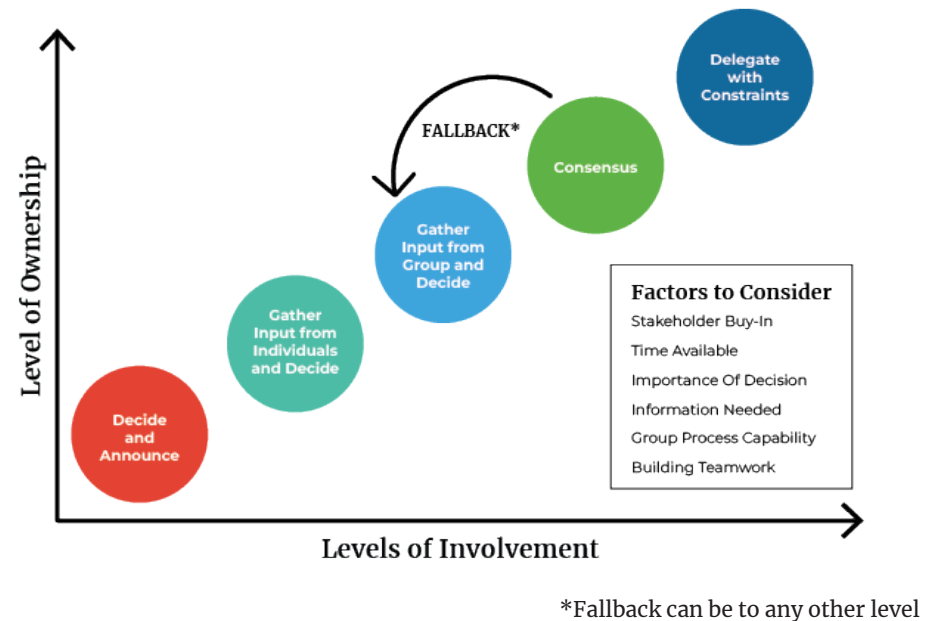 Delegate
with
Constraints
FALLBACK*
Consensus
Gather
Input from
Group and
Decide
Gather
Input from
Individuals
and Decide
Decide
and
Announce
Level of Ownership
Factors to Consider
Stakeholder Buy-In
Time Available
Importance Of Decision
Information Needed
Group Process Capability
Building Teamwork
Levels of Involvement
*Fallback can be to any other level